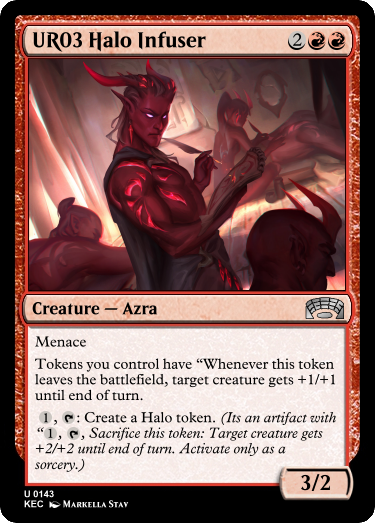 UR03 Halo Infuser 2
Creature — Azra
Menace
Tokens you control have “Whenever this token
leaves the battlefield, target creature gets +1/+1
until end of turn.
1, : Create a Halo token. (Its an artifact with
“1, , Sacrifice this token: Target creature gets
+2/+2 until end of turn. Activate only as a
sorcery.)
3/2
U 0143
KEC Markella Stav